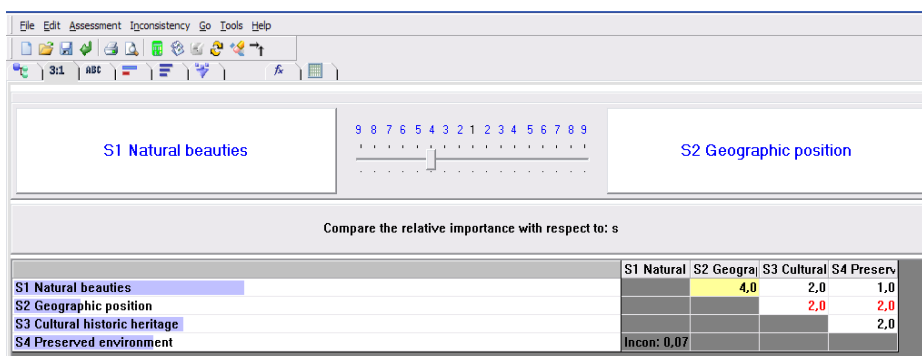 File Edit Assessment Inconsistency Go Tools Help
3:1 ABC fx
9 8 7 6 5 4 3 2 1 2 3 4 5 6 7 8 9
S1 Natural beauties S2 Geographic position
Compare the relative importance with respect to: s
S1 Natural S2 Geogra S3 Cultural S4 Preserv
S1 Natural beauties 4,0 2,0 1,0
S2 Geographic position 2,0 2,0
S3 Cultural historic heritage 2,0
S4 Preserved environment Incon: 0,07